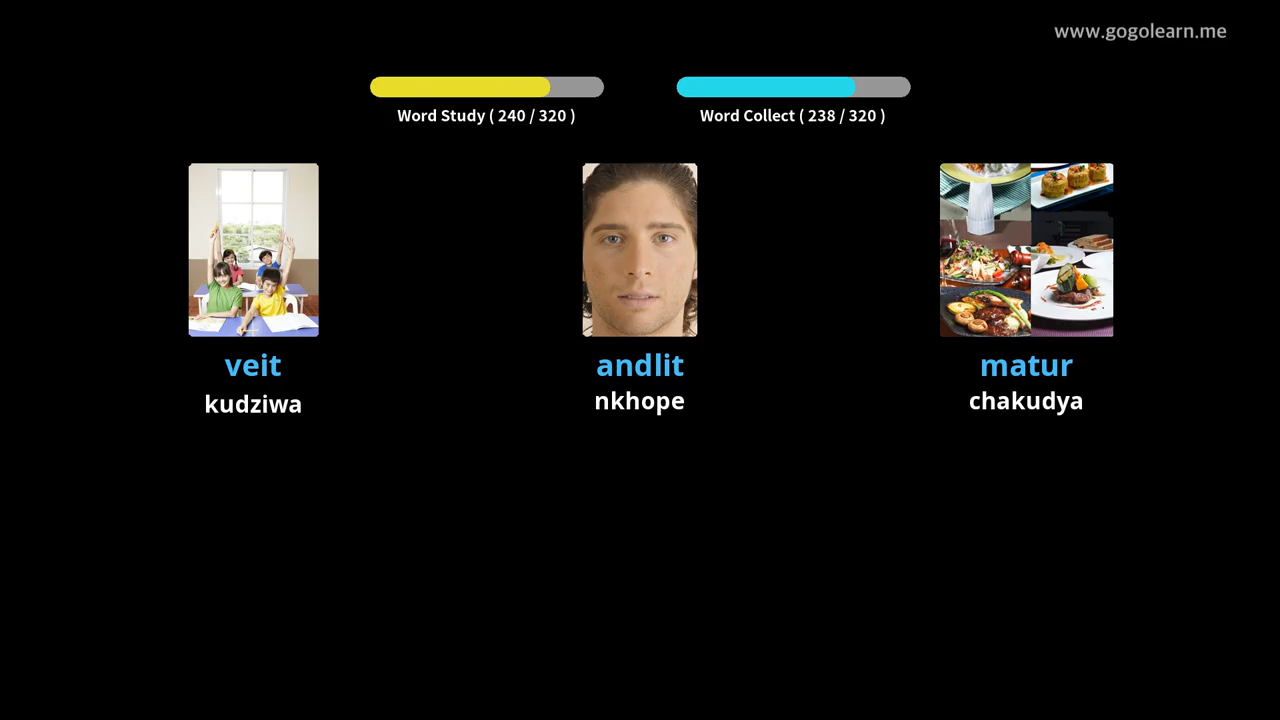 www.gogolearn.me
Word Study ( 240 / 320 )
Word Collect ( 238 / 320 )
veit
andlit
matur
kudziwa
nkhope
chakudya